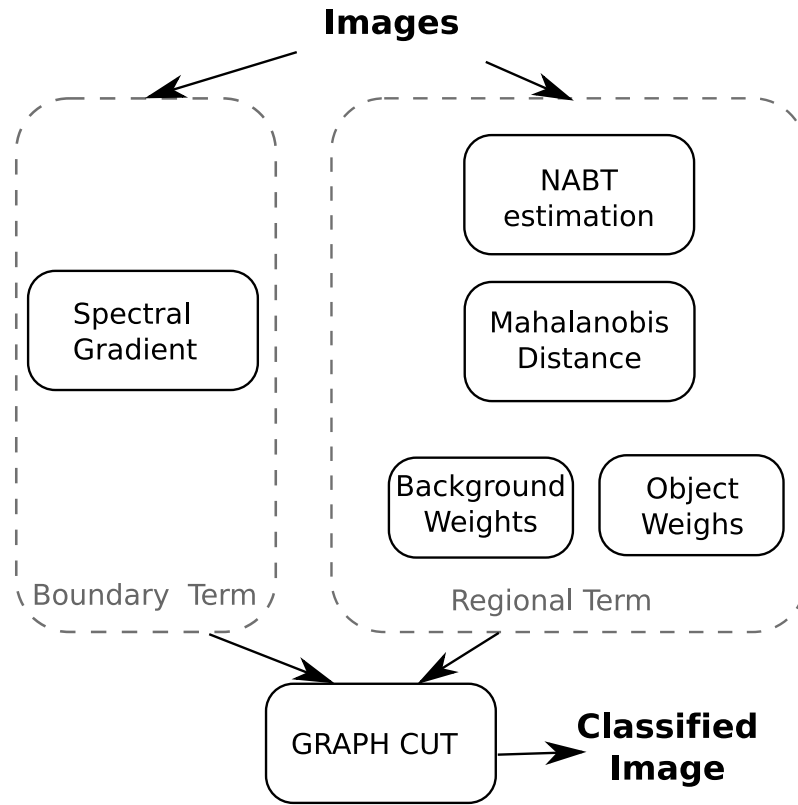 Images
NABT
estimation
Spectral
Gradient
Mahalanobis
Distance
Background
Weights
Object
Weighs
Boundary Term
Regional Term
GRAPH CUT
Classified
Image